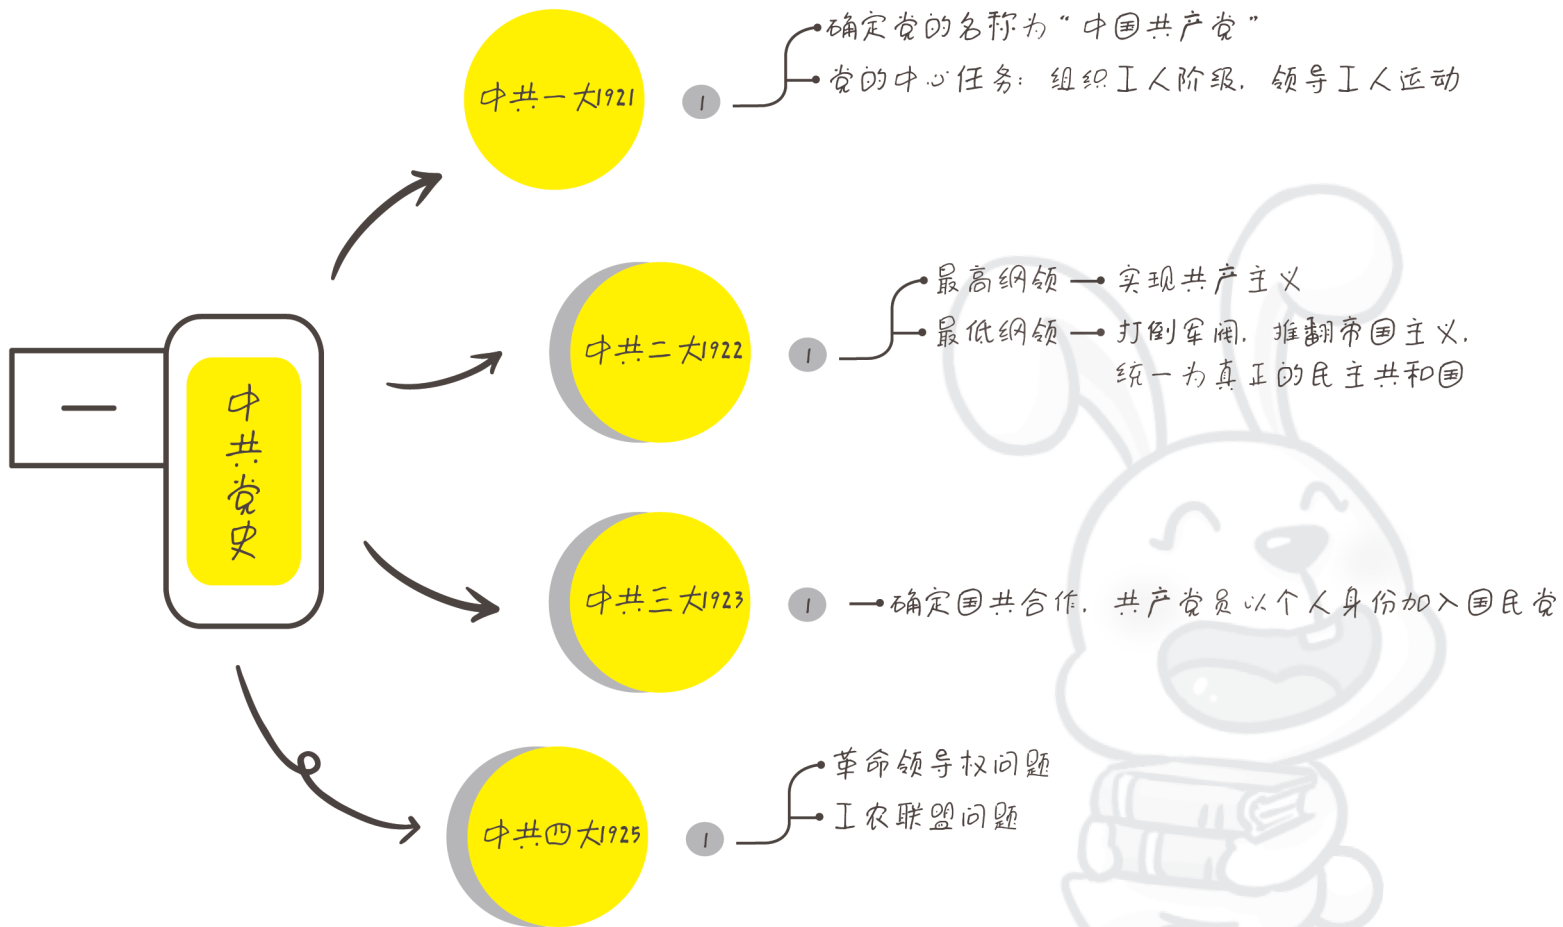 一
中共党史
中共一大1921
1
确定党的名称为“中国共产党”
党的中心任务：组织工人阶级，领导工人运动
中共二大1922
1
最高纲领 实现共产主义
最低纲领 打倒军阀，推翻帝国主义，
统一为真正的民主共和国
中共三大1923
1
确定国共合作，共产党员以个人身份加入国民党
中共四大1925
1
革命领导权问题
工农联盟问题